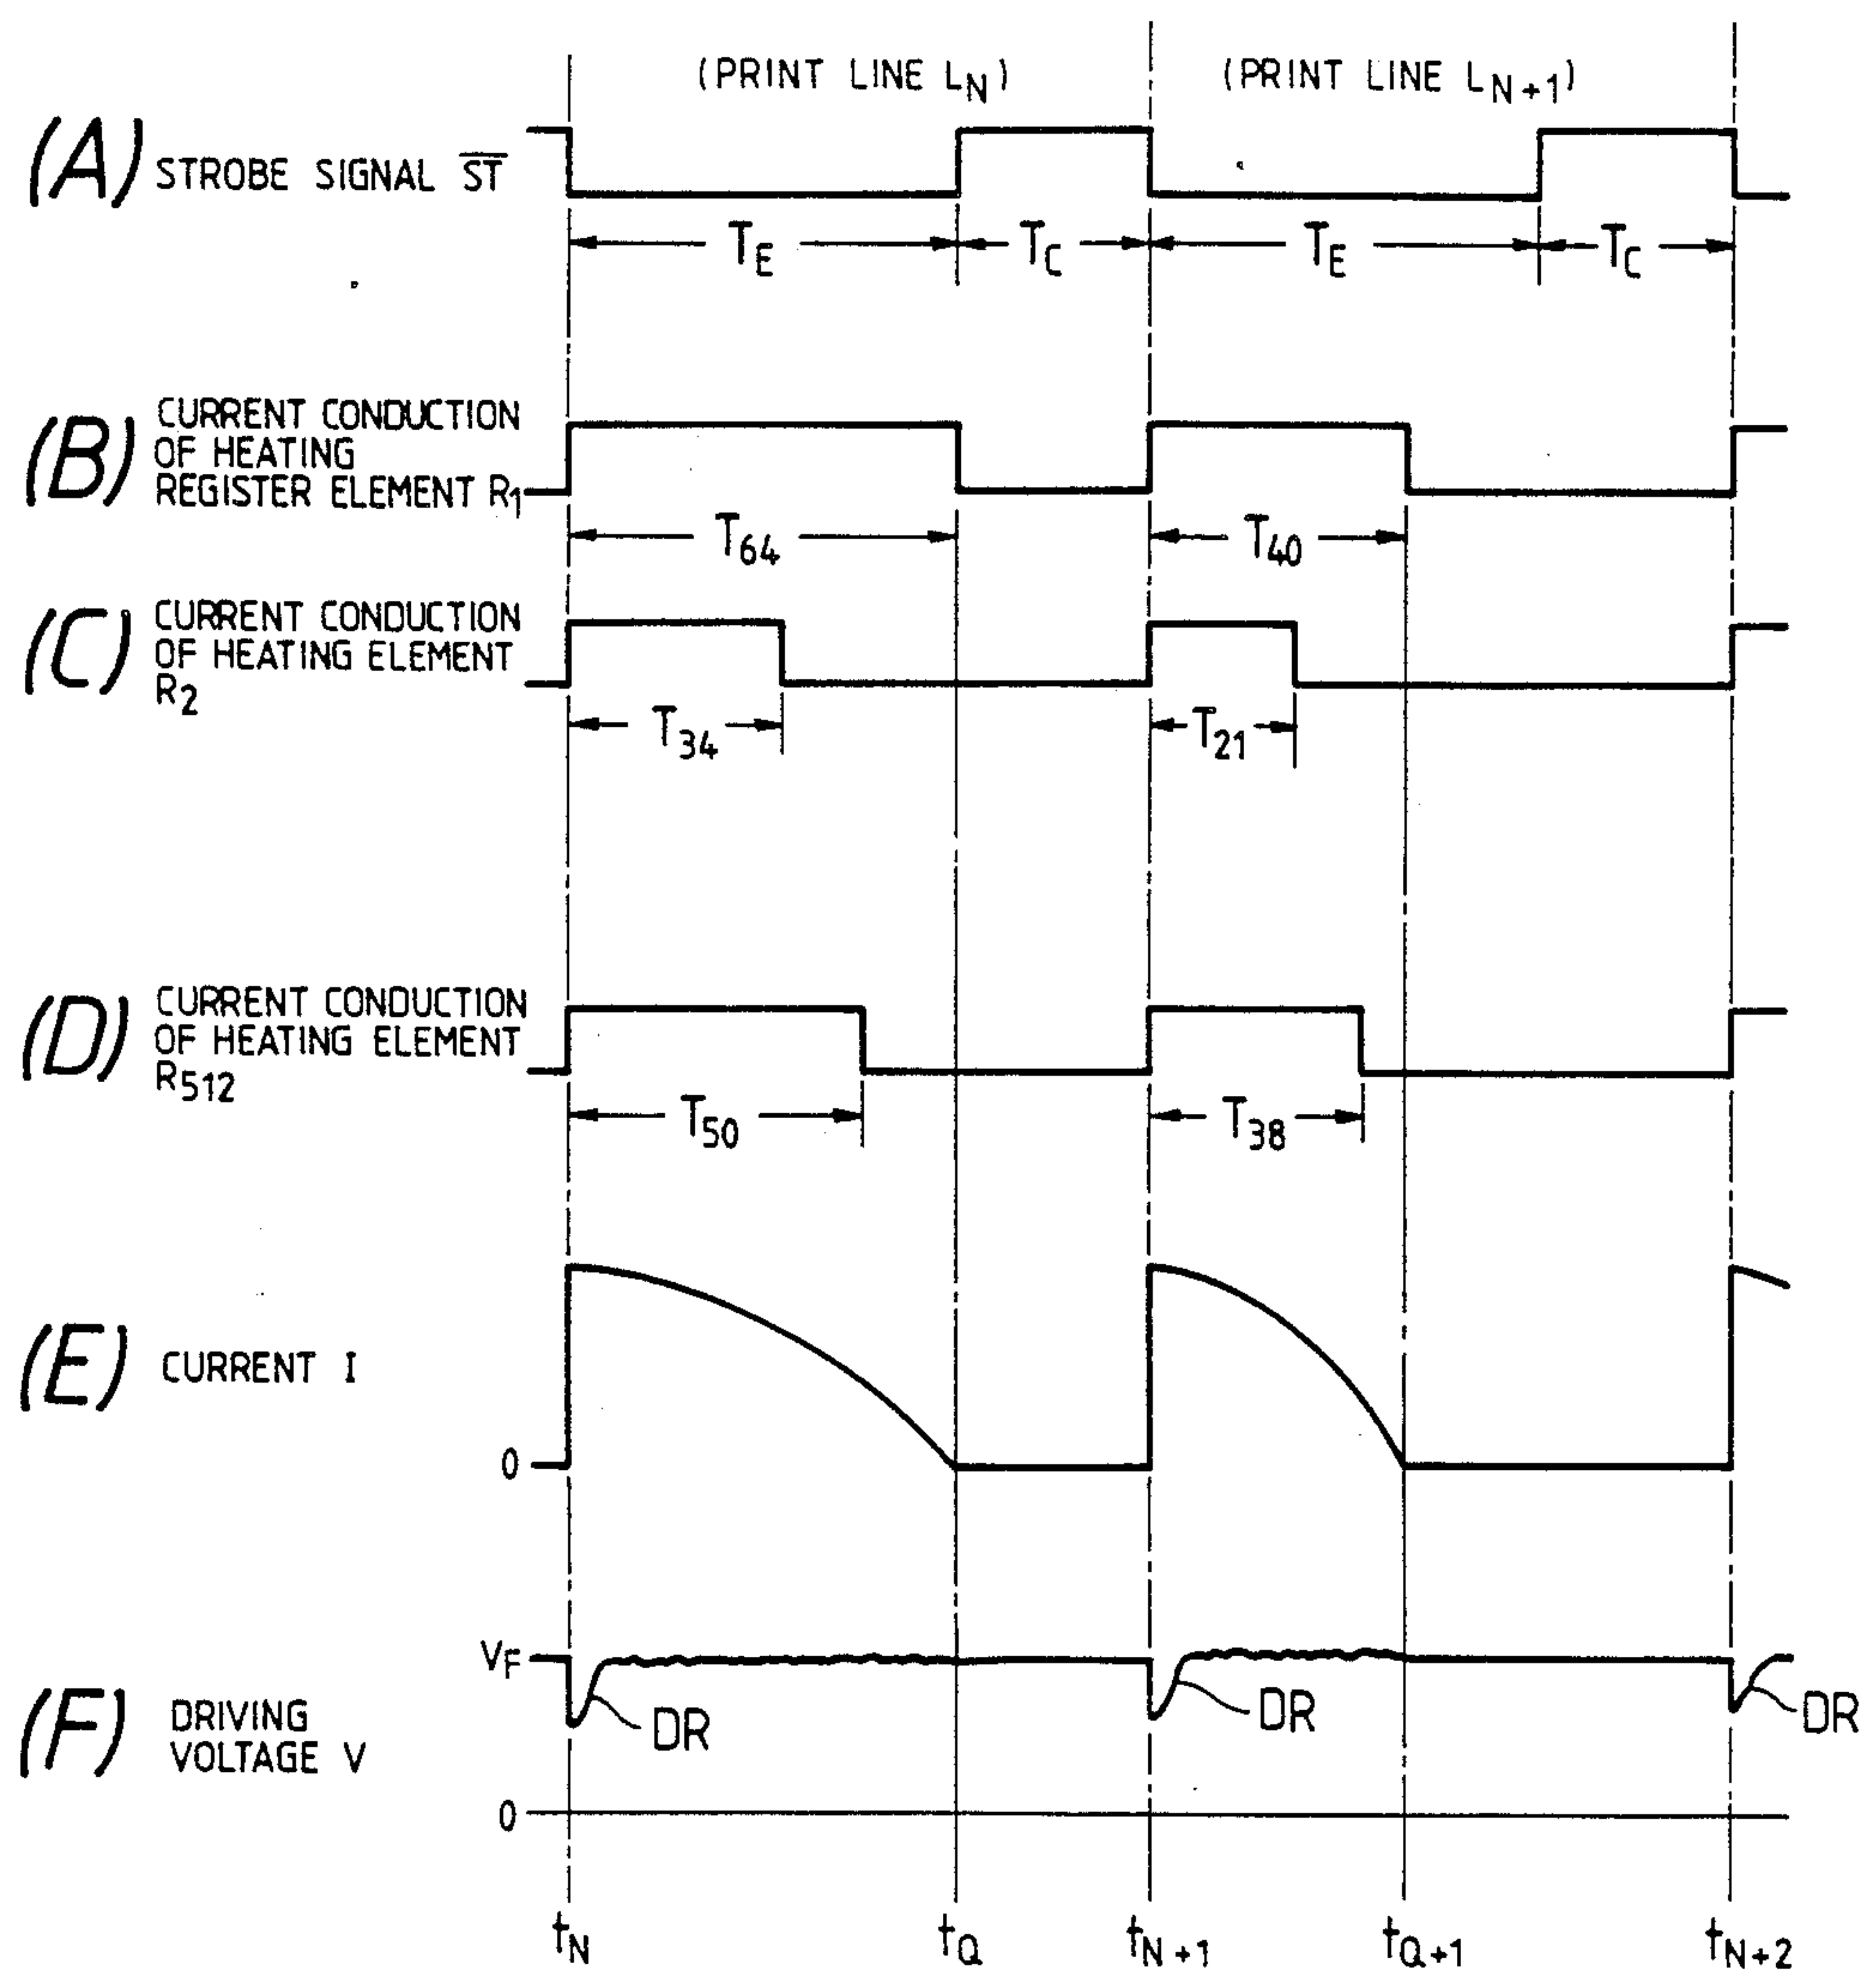 (PRINT LINE L_N) (PRINT LINE L_N+1)
(A) STROBE SIGNAL S̅T̅
T_E T_C T_E T_C
(B) CURRENT CONDUCTION
OF HEATING
REGISTER ELEMENT R_1
T_64 T_40
(C) CURRENT CONDUCTION
OF HEATING ELEMENT
R_2
T_34 T_21
(D) CURRENT CONDUCTION
OF HEATING ELEMENT
R_512
T_50 T_38
(E) CURRENT I
0
V_F
(F) DRIVING
VOLTAGE V
DR DR DR
0
t_N t_Q t_N+1 t_Q+1 t_N+2